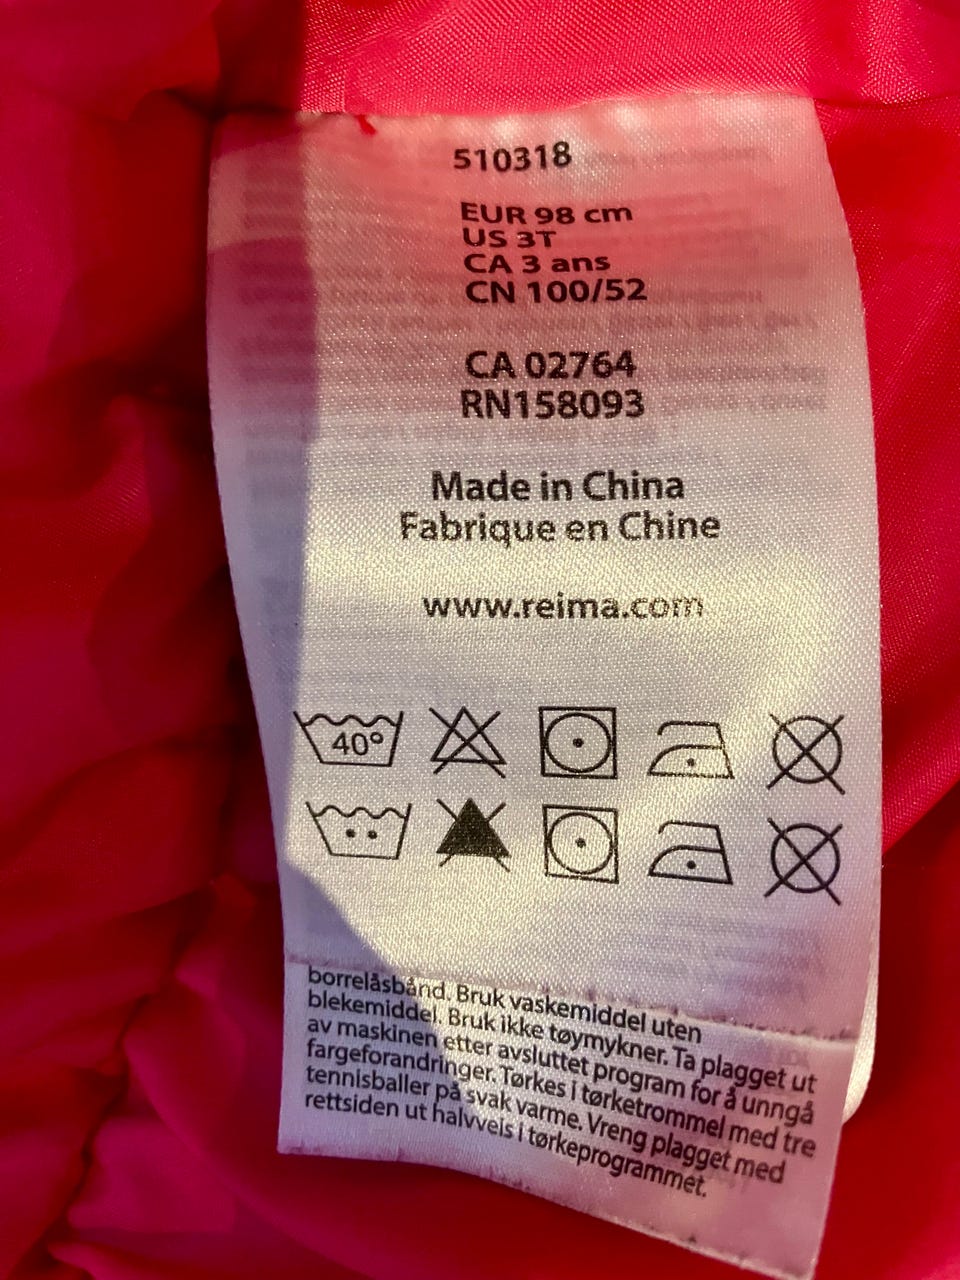 510318
EUR 98 cm
US 3T
CA 3 ans
CN 100/52
CA 02764
RN158093
Made in China
Fabrique en Chine
www.reima.com
40°
borrelåsbånd. Bruk vaskemiddel uten
blekemiddel. Bruk ikke tøymykner. Ta plagget ut
av maskinen etter avsluttet program for å unngå
fargeforandringer. Tørkes i tørketrommel med tre
tennisballer på svak varme. Vreng plagget med
rettsiden ut halvveis i tørkeprogrammet.